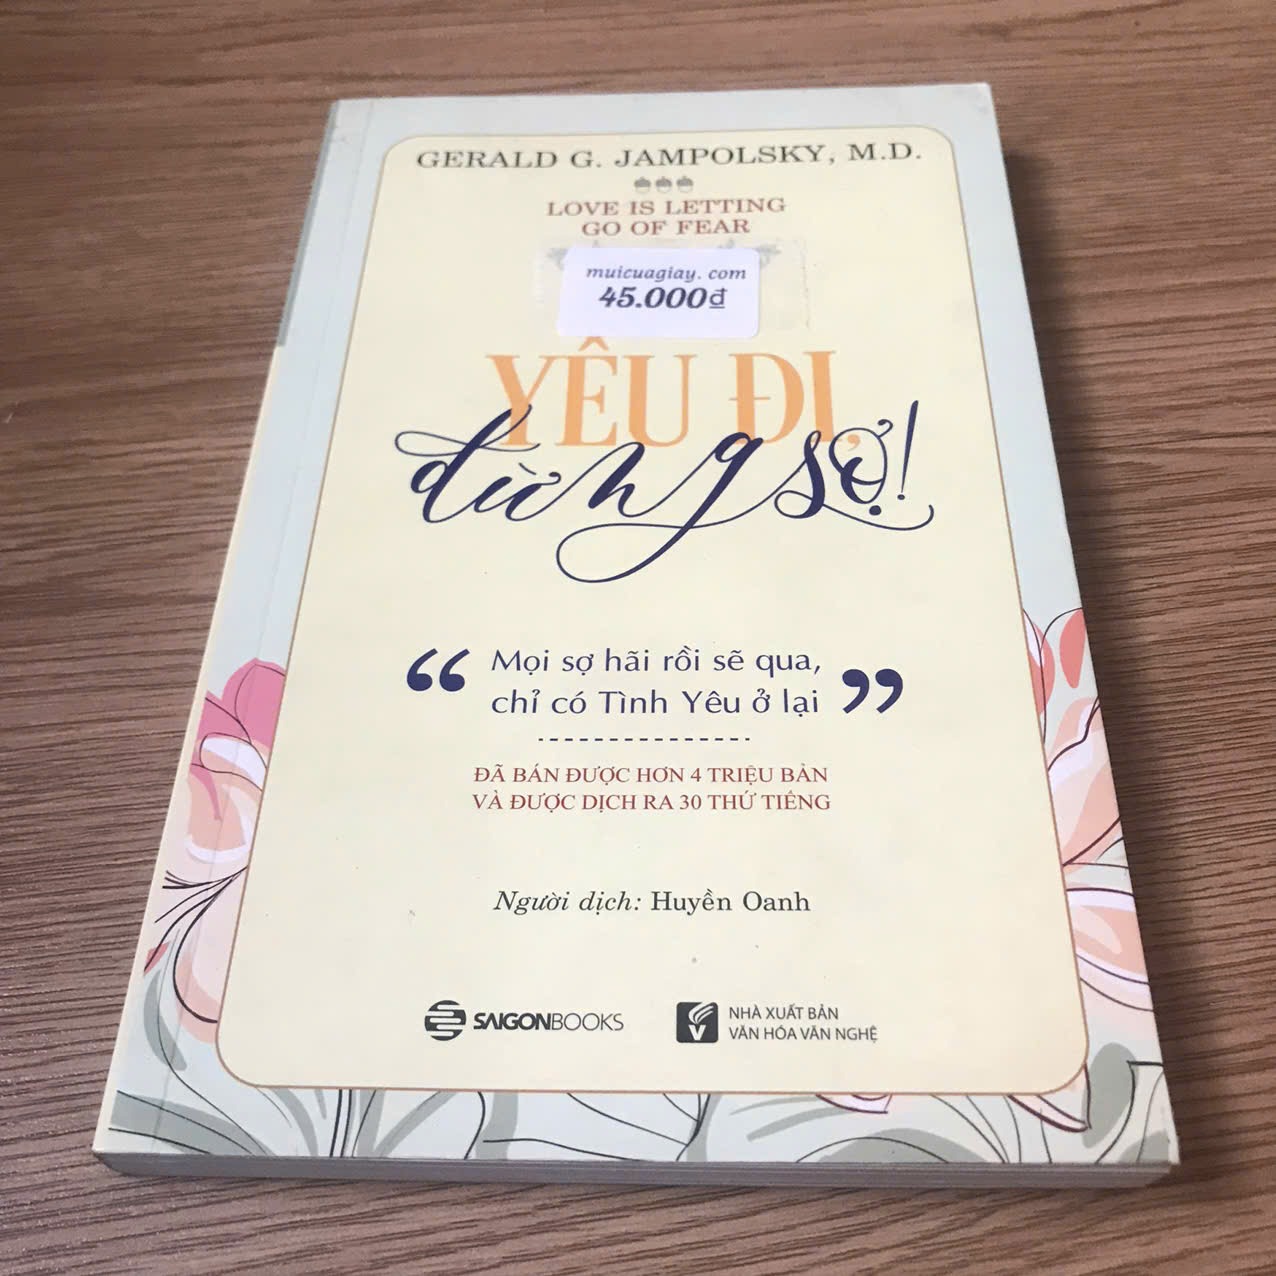 GERALD G. JAMPOLSKY, M.D.
LOVE IS LETTING
GO OF FEAR
muicuagiay. com
45.000₫
YÊU ĐI,
đừng sợ!
“ Mọi sợ hãi rồi sẽ qua,
chỉ có Tình Yêu ở lại ”
ĐÃ BÁN ĐƯỢC HƠN 4 TRIỆU BẢN
VÀ ĐƯỢC DỊCH RA 30 THỨ TIẾNG
Người dịch: Huyền Oanh
SAIGONBOOKS
NHÀ XUẤT BẢN
VĂN HÓA VĂN NGHỆ